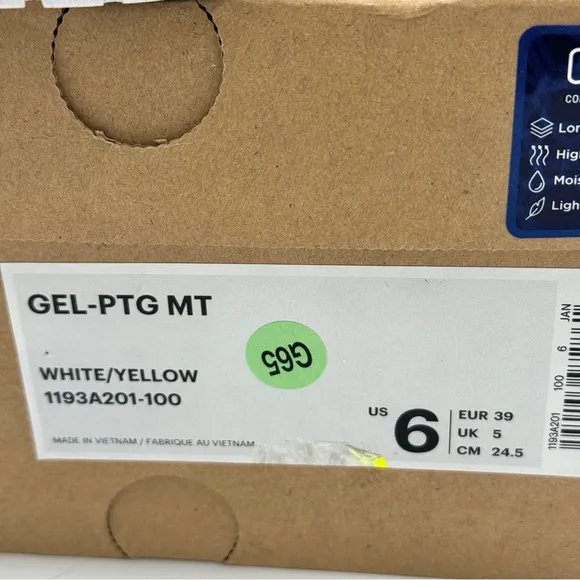 GEL-PTG MT
G65
WHITE/YELLOW
1193A201-100
MADE IN VIETNAM / FABRIQUE AU VIETNAM
US 6
EUR 39
UK 5
CM 24.5
1193A201 100 6 JAN